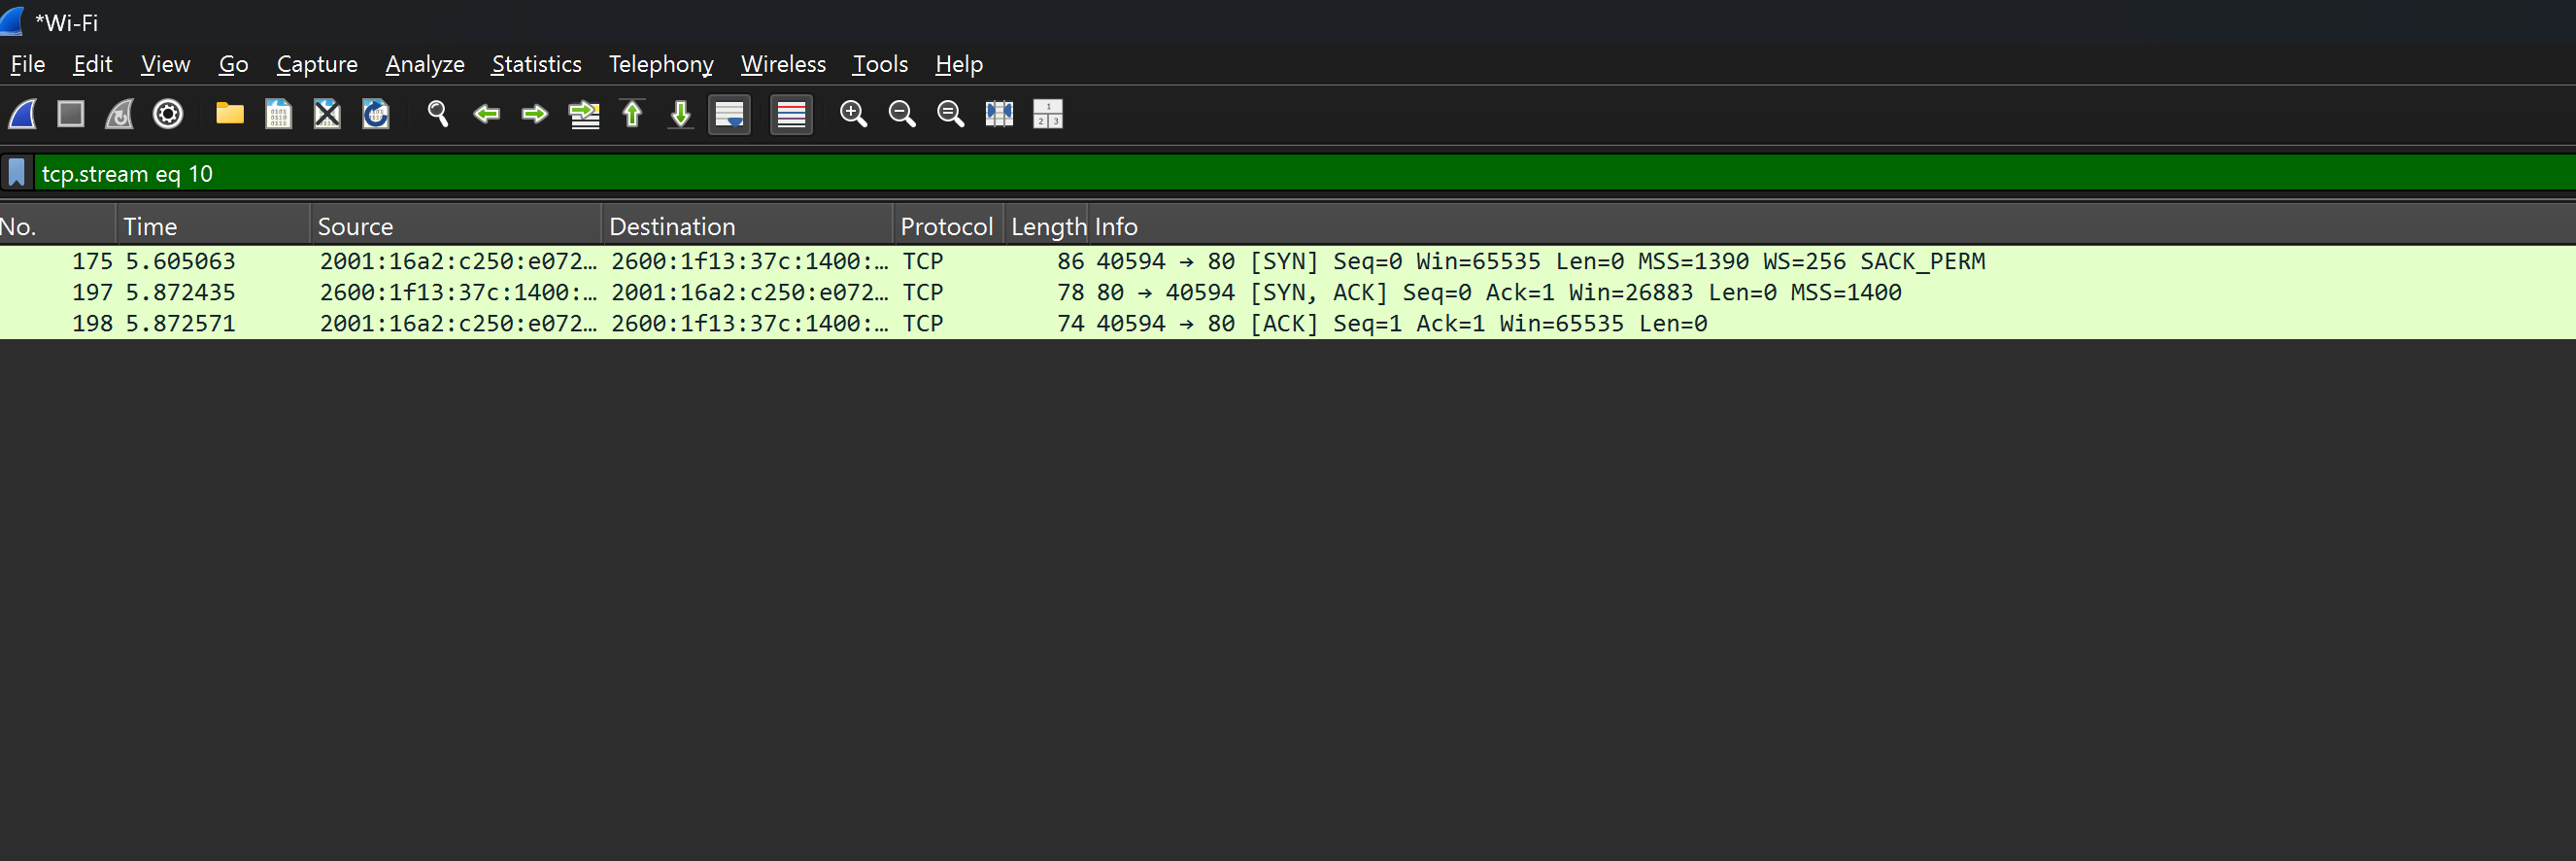 *Wi-Fi
File Edit View Go Capture Analyze Statistics Telephony Wireless Tools Help
tcp.stream eq 10
No. Time Source Destination Protocol Length Info
175 5.605063 2001:16a2:c250:e072… 2600:1f13:37c:1400:… TCP 86 40594 → 80 [SYN] Seq=0 Win=65535 Len=0 MSS=1390 WS=256 SACK_PERM
197 5.872435 2600:1f13:37c:1400:… 2001:16a2:c250:e072… TCP 78 80 → 40594 [SYN, ACK] Seq=0 Ack=1 Win=26883 Len=0 MSS=1400
198 5.872571 2001:16a2:c250:e072… 2600:1f13:37c:1400:… TCP 74 40594 → 80 [ACK] Seq=1 Ack=1 Win=65535 Len=0